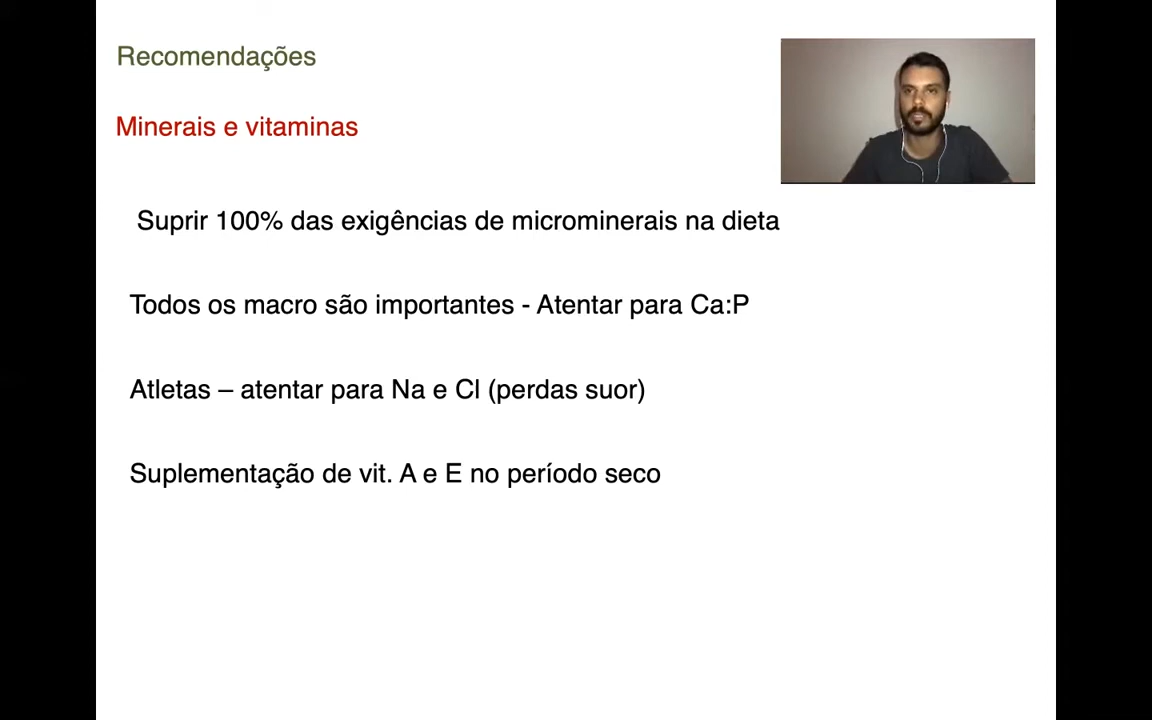 Recomendações
Minerais e vitaminas
Suprir 100% das exigências de microminerais na dieta
Todos os macro são importantes - Atentar para Ca:P
Atletas – atentar para Na e Cl (perdas suor)
Suplementação de vit. A e E no período seco